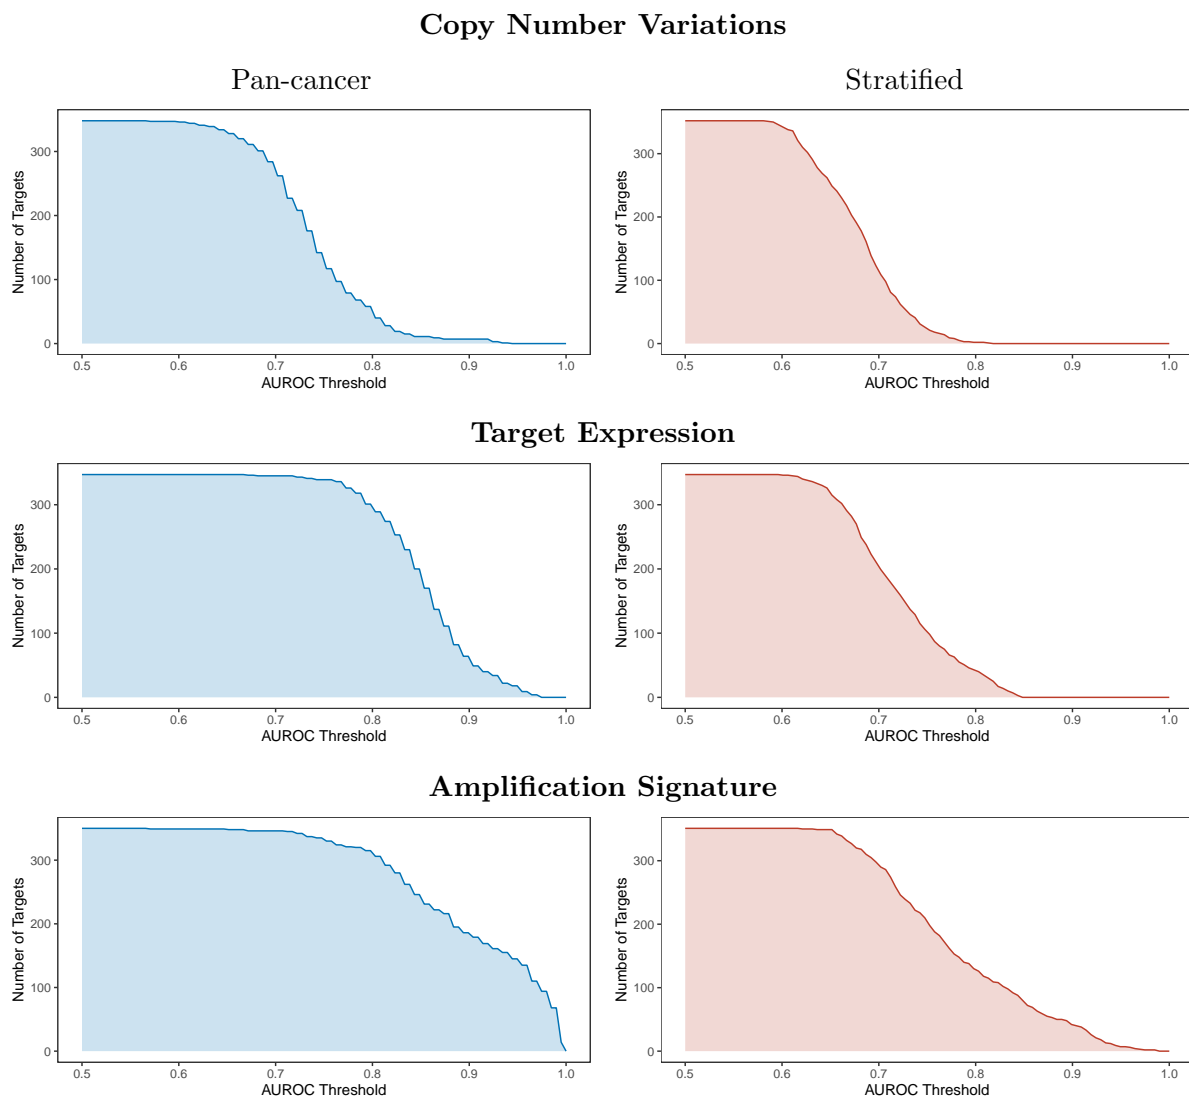 Copy Number Variations
Pan-cancer
Stratified
Number of Targets
300
200
100
0
0.5 0.6 0.7 0.8 0.9 1.0
AUROC Threshold
Number of Targets
300
200
100
0
0.5 0.6 0.7 0.8 0.9 1.0
AUROC Threshold
Target Expression
Number of Targets
300
200
100
0
0.5 0.6 0.7 0.8 0.9 1.0
AUROC Threshold
Number of Targets
300
200
100
0
0.5 0.6 0.7 0.8 0.9 1.0
AUROC Threshold
Amplification Signature
Number of Targets
300
200
100
0
0.5 0.6 0.7 0.8 0.9 1.0
AUROC Threshold
Number of Targets
300
200
100
0
0.5 0.6 0.7 0.8 0.9 1.0
AUROC Threshold